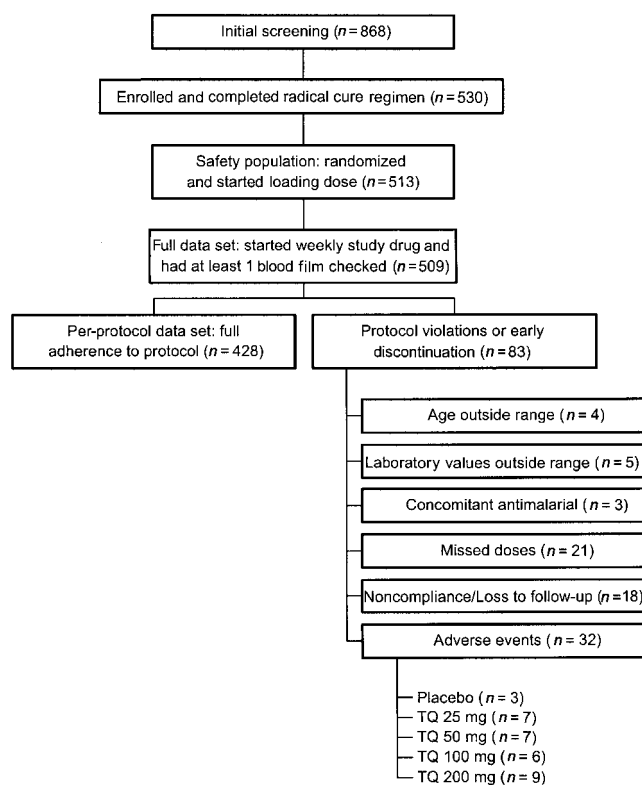 Initial screening (n=868)
Enrolled and completed radical cure regimen (n=530)
Safety population: randomized
and started loading dose (n=513)
Full data set: started weekly study drug and
had at least 1 blood film checked (n=509)
Per-protocol data set: full
adherence to protocol (n=428)
Protocol violations or early
discontinuation (n=83)
Age outside range (n=4)
Laboratory values outside range (n=5)
Concomitant antimalarial (n=3)
Missed doses (n=21)
Noncompliance/Loss to follow-up (n=18)
Adverse events (n=32)
Placebo (n=3)
TQ 25 mg (n=7)
TQ 50 mg (n=7)
TQ 100 mg (n=6)
TQ 200 mg (n=9)